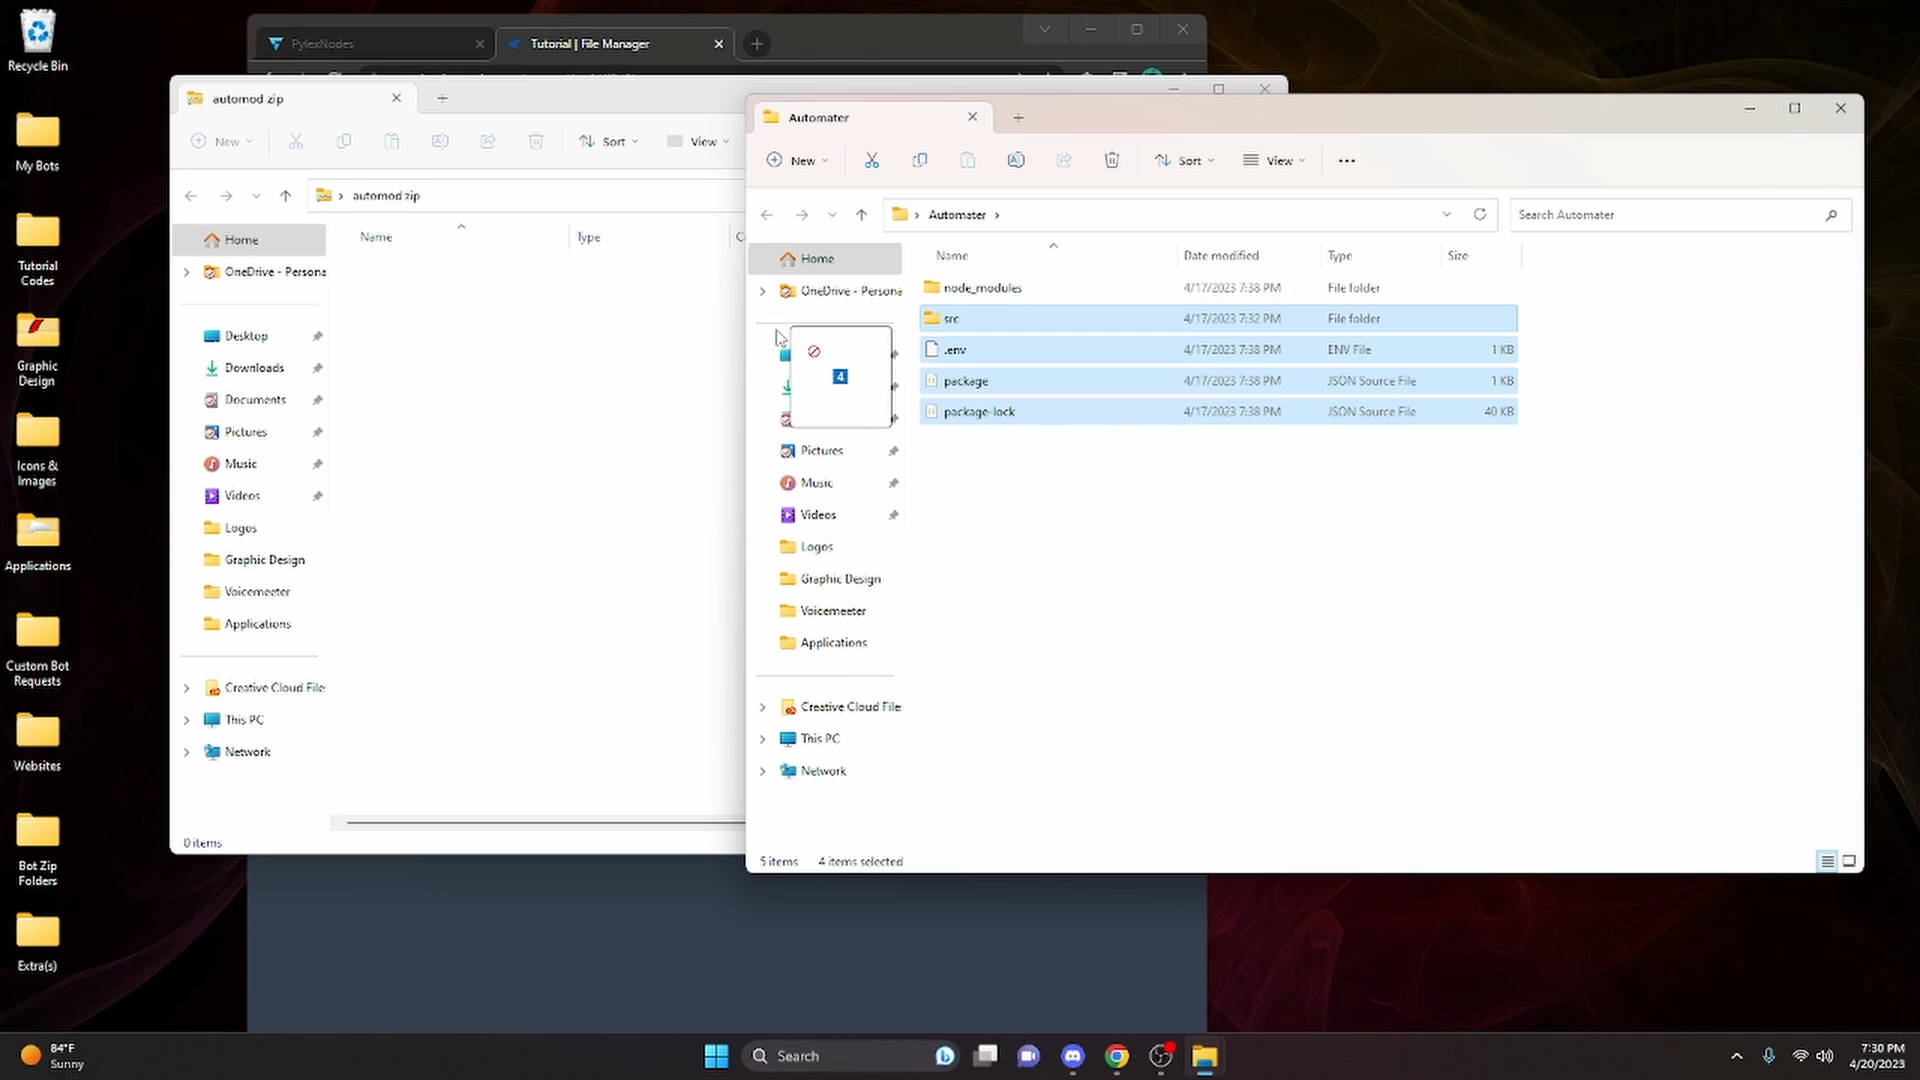 Recycle Bin
My Bots
Tutorial
Codes
Graphic
Design
Icons &
Images
Applications
Custom Bot
Requests
Websites
Bot Zip
Folders
Extra(s)
PylexNodes
Tutorial | File Manager
automod zip
New
Sort
View
automod zip
Name
Type
Home
OneDrive - Persona
Desktop
Downloads
Documents
Pictures
Music
Videos
Logos
Graphic Design
Voicemeeter
Applications
Creative Cloud File
This PC
Network
0 items
Automater
New
Sort
View
Automater
Search Automater
Name
Date modified
Type
Size
Home
OneDrive - Persona
Pictures
Music
Videos
Logos
Graphic Design
Voicemeeter
Applications
Creative Cloud File
This PC
Network
node_modules
4/17/2023 7:38 PM
File folder
src
4/17/2023 7:32 PM
File folder
.env
4/17/2023 7:38 PM
ENV File
1 KB
package
4/17/2023 7:38 PM
JSON Source File
1 KB
package-lock
4/17/2023 7:38 PM
JSON Source File
40 KB
4
5 items
4 items selected
84°F
Sunny
Search
7:30 PM
4/20/2023